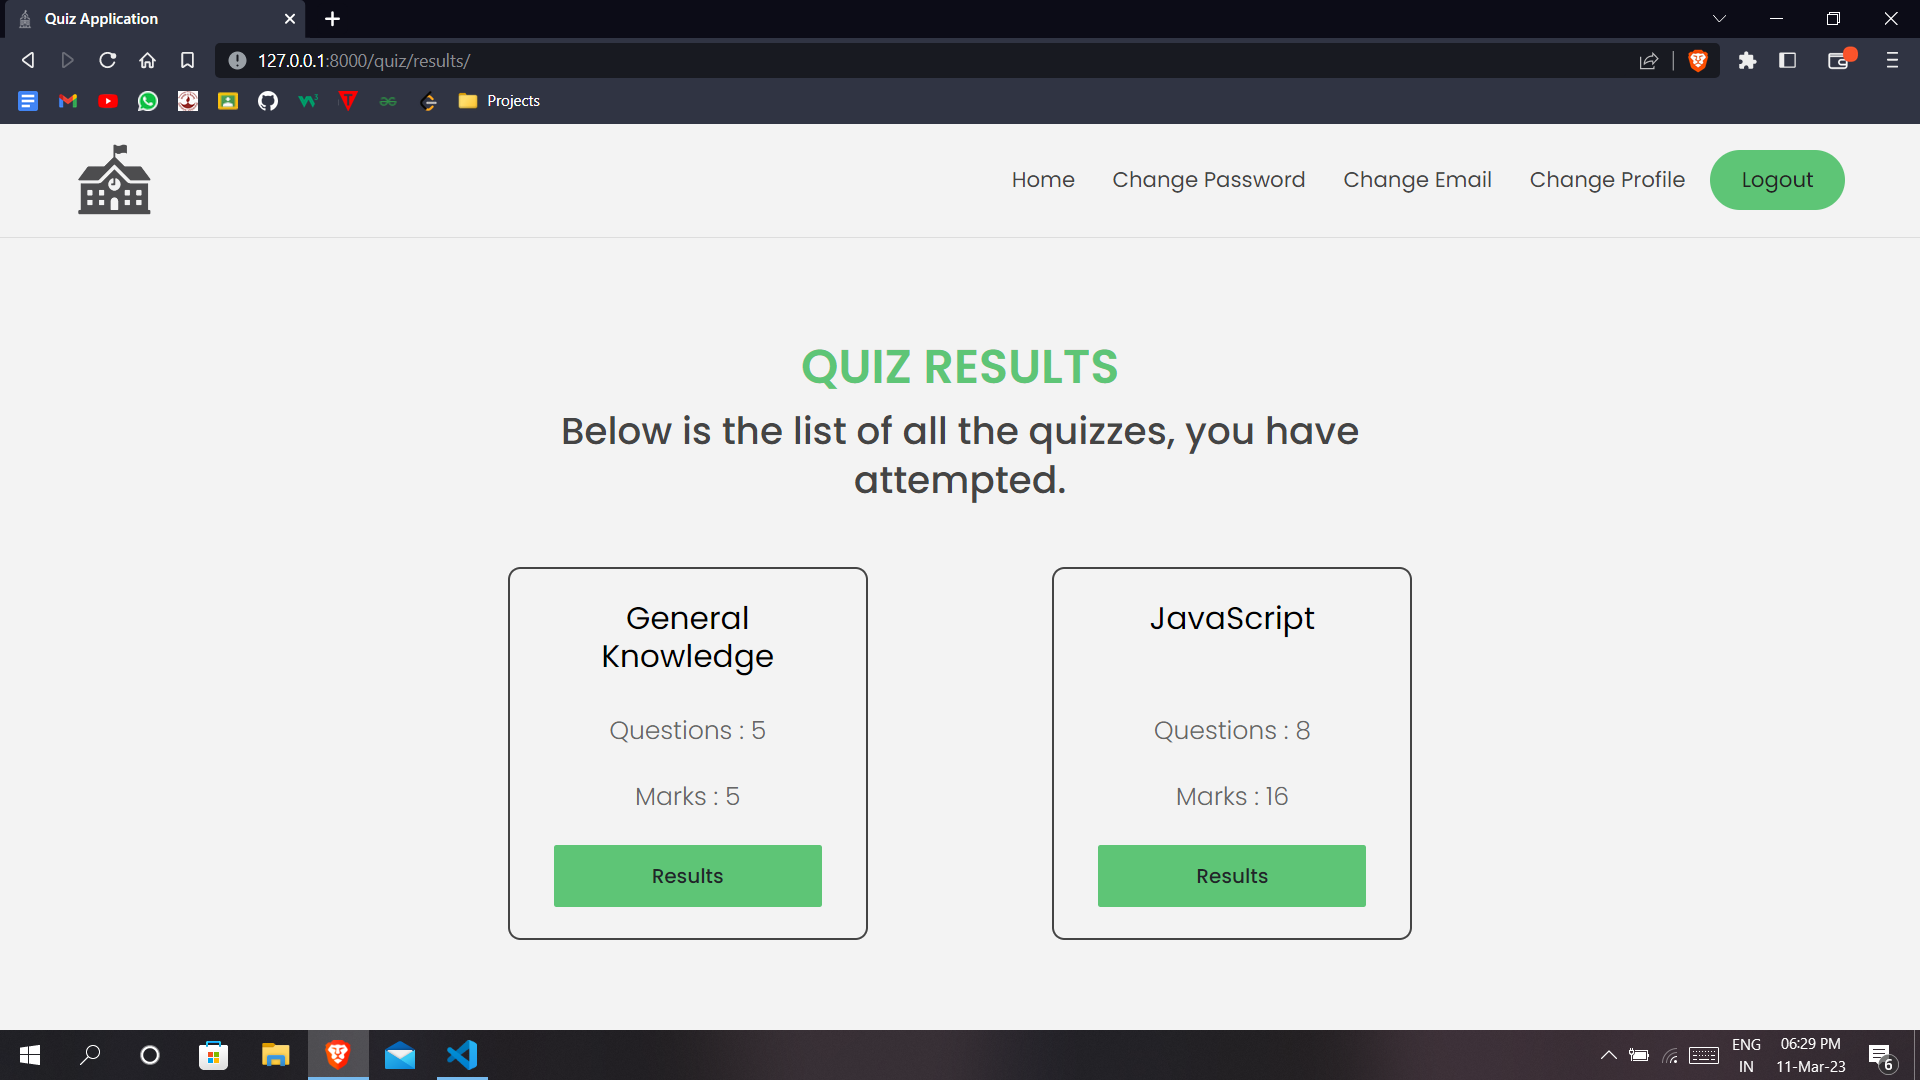 Quiz Application
127.0.0.1:8000/quiz/results/
Projects
Home
Change Password
Change Email
Change Profile
Logout
QUIZ RESULTS
Below is the list of all the quizzes, you have
attempted.
General
Knowledge
Questions : 5
Marks : 5
Results
JavaScript
Questions : 8
Marks : 16
Results
ENG
IN
06:29 PM
11-Mar-23
6